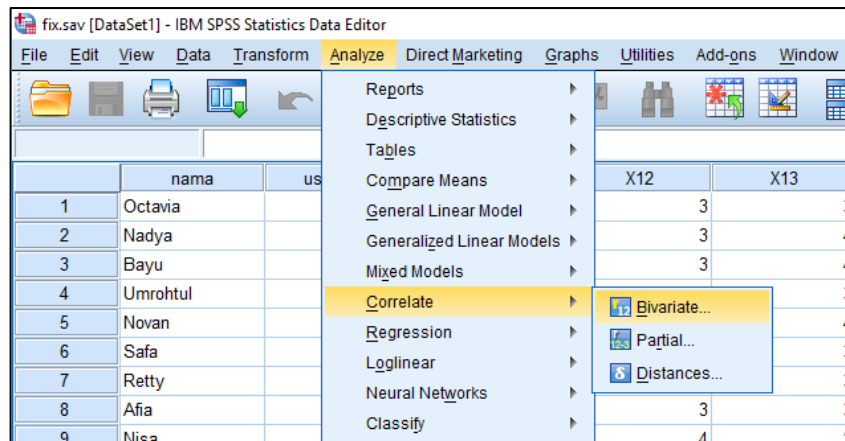 fix.sav [DataSet1] - IBM SPSS Statistics Data Editor
File Edit View Data Transform Analyze Direct Marketing Graphs Utilities Add-ons Window
Reports
Descriptive Statistics
Tables
nama us Compare Means X12 X13
1 Octavia General Linear Model 3
2 Nadya Generalized Linear Models 3
3 Bayu Mixed Models 3
4 Umrohtul Correlate Bivariate...
5 Novan Regression
6 Safa Loglinear Partial...
7 Retty Neural Networks Distances...
8 Afia Classify 3
9 Nisa 4